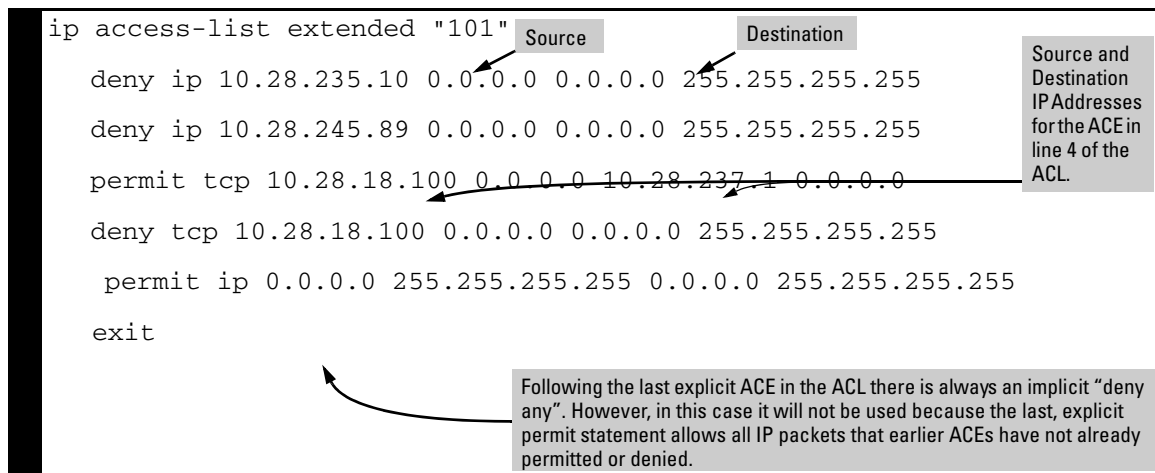 ip access-list extended "101"
Source
Destination
deny ip 10.28.235.10 0.0.0.0 0.0.0.0 255.255.255.255
deny ip 10.28.245.89 0.0.0.0 0.0.0.0 255.255.255.255
permit tcp 10.28.18.100 0.0.0.0 10.28.237.1 0.0.0.0
deny tcp 10.28.18.100 0.0.0.0 0.0.0.0 255.255.255.255
permit ip 0.0.0.0 255.255.255.255 0.0.0.0 255.255.255.255
exit
Source and
Destination
IP Addresses
for the ACE in
line 4 of the
ACL.
Following the last explicit ACE in the ACL there is always an implicit “deny
any”. However, in this case it will not be used because the last, explicit
permit statement allows all IP packets that earlier ACEs have not already
permitted or denied.